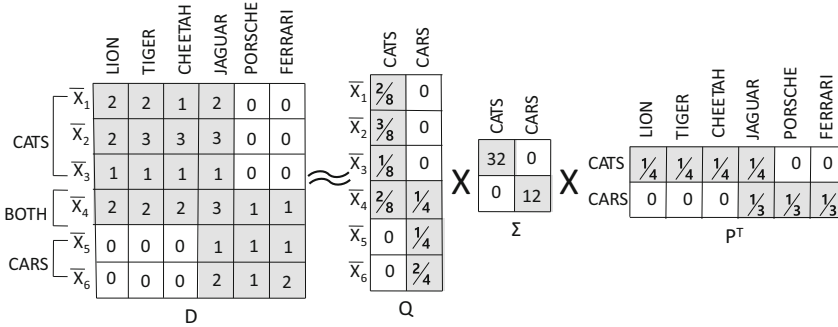 LION TIGER CHEETAH JAGUAR PORSCHE FERRARI
CATS
BOTH
CARS
X̄1 2 2 1 2 0 0
X̄2 2 3 3 3 0 0
X̄3 1 1 1 1 0 0
X̄4 2 2 2 3 1 1
X̄5 0 0 0 1 1 1
X̄6 0 0 0 2 1 2
D
≈
CATS CARS
X̄1 2/8 0
X̄2 3/8 0
X̄3 1/8 0
X̄4 2/8 1/4
X̄5 0 1/4
X̄6 0 2/4
Q
X
CATS CARS
32 0
0 12
Σ
X
LION TIGER CHEETAH JAGUAR PORSCHE FERRARI
CATS 1/4 1/4 1/4 1/4 0 0
CARS 0 0 0 1/3 1/3 1/3
Pᵀ